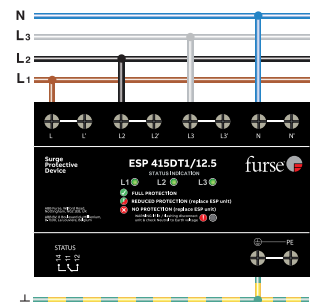 N
L3
L2
L1
L L' L2 L2' L3 L3' N N'
Surge
Protective
Device
ESP 415DT1/12.5
STATUS INDICATION
L1 L2 L3
furse
FULL PROTECTION
REDUCED PROTECTION (replace ESP unit)
NO PROTECTION (replace ESP unit)
STATUS
14 11 12
PE